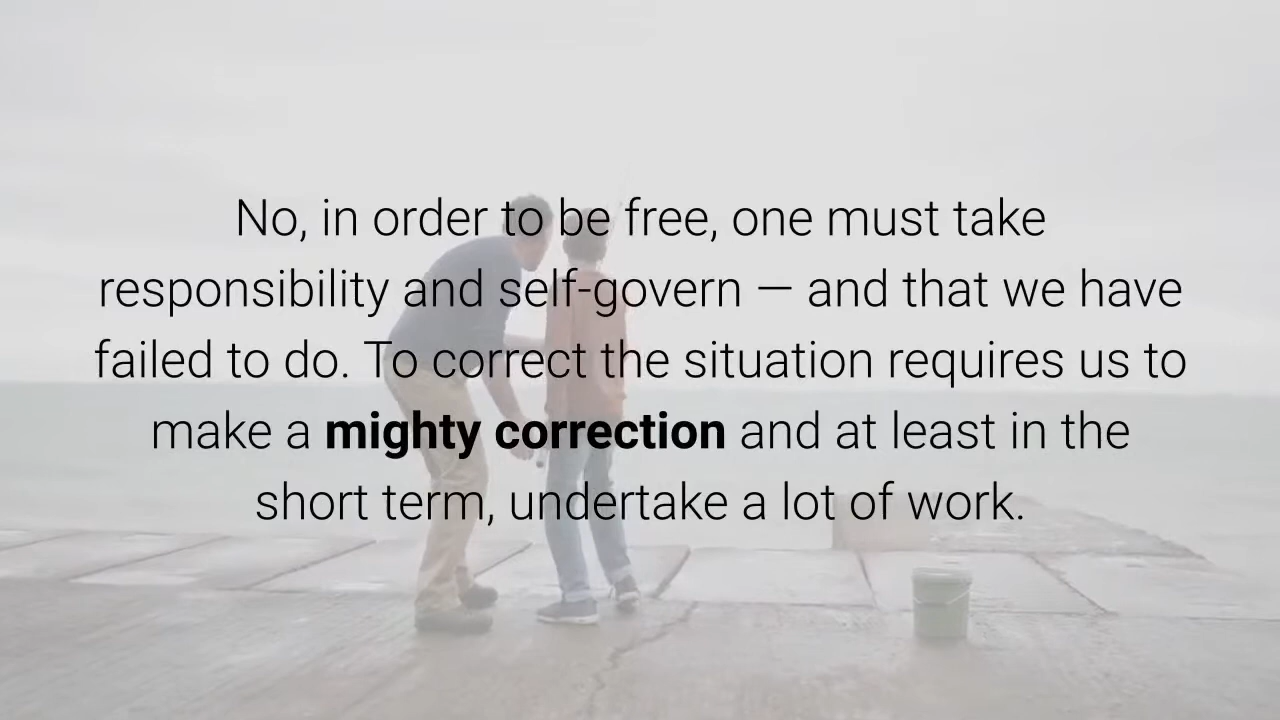 No, in order to be free, one must take
responsibility and self-govern — and that we have
failed to do. To correct the situation requires us to
make a mighty correction and at least in the
short term, undertake a lot of work.